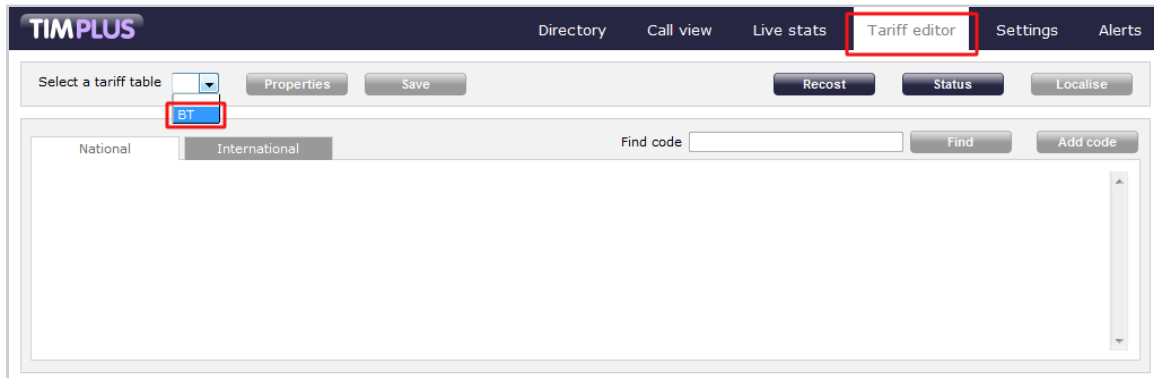 TIMPLUS Directory Call view Live stats Tariff editor Settings Alerts
Select a tariff table Properties Save Recost Status Localise
BT
National International Find code Find Add code